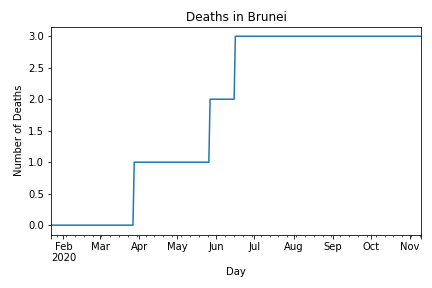 Deaths in Brunei
Number of Deaths
3.0
2.5
2.0
1.5
1.0
0.5
0.0
Feb Mar Apr May Jun Jul Aug Sep Oct Nov
2020
Day